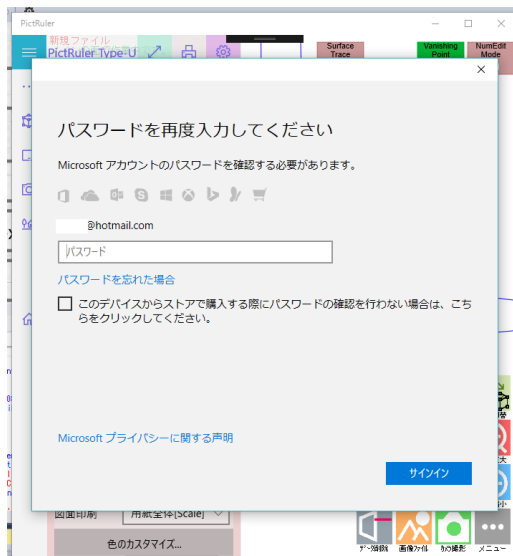 PictRuler
新規ファイル
PictRuler Type-U
Surface
Trace
Vanishing
Point
NumEdit
Mode
パスワードを再度入力してください
Microsoft アカウントのパスワードを確認する必要があります。
@hotmail.com
パスワード
パスワードを忘れた場合
このデバイスからストアで購入する際にパスワードの確認を行わない場合は、こち
らをクリックしてください。
Microsoft プライバシーに関する声明
サインイン
図面印刷
用紙全体[Scale]
色のカスタマイズ...
画像ファイル
カメラ撮影
メニュー